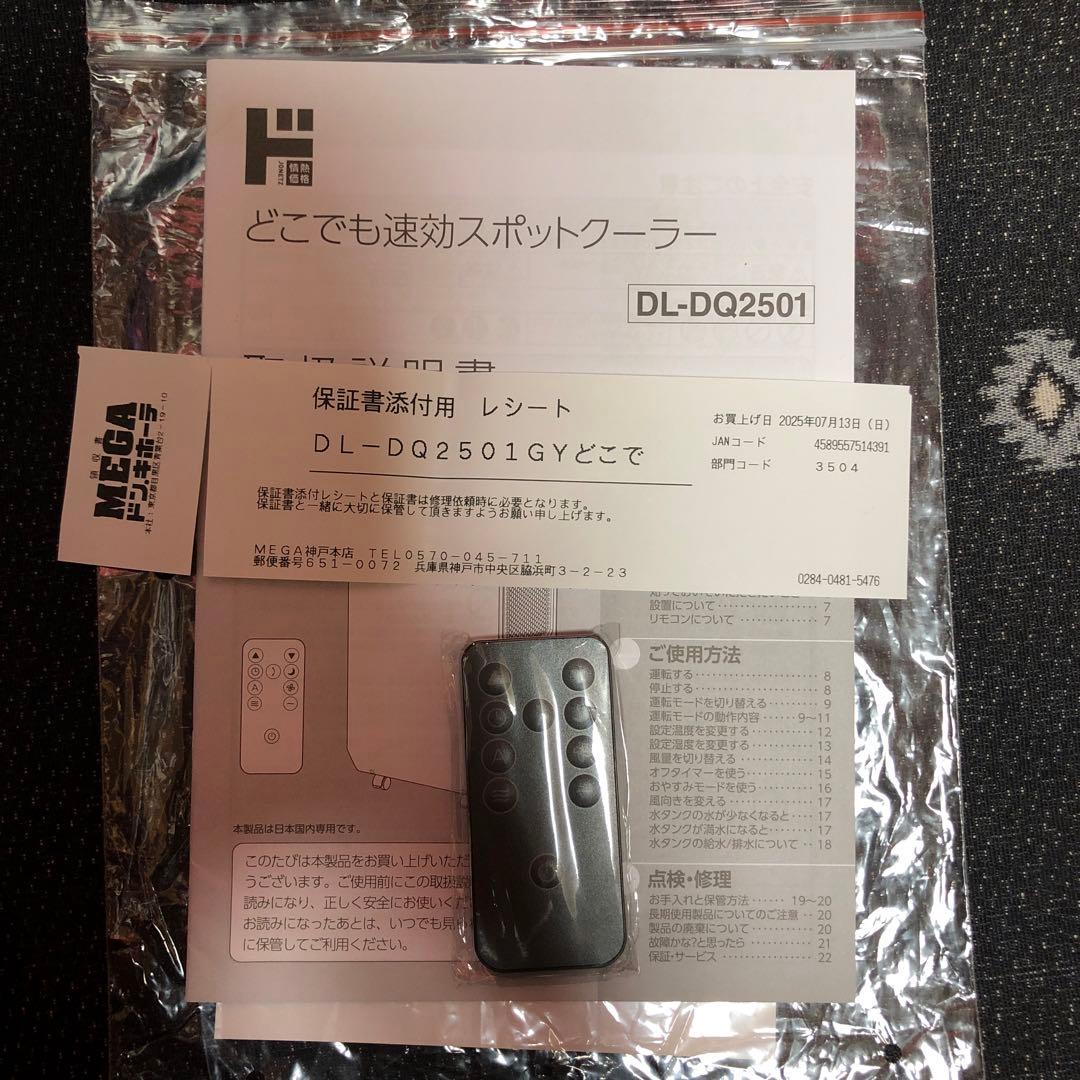 ド
JONETZ
情熱
価格
どこでも速効スポットクーラー
DL-DQ2501
取扱説明書
領収書
MEGA
ドン.キホーテ
本社:東京都目黒区青葉台2-19-10
保証書添付用 レシート
DL-DQ2501GYどこで
お買上げ日 2025年07月13日(日)
JANコード 4589557514391
部門コード 3504
保証書添付レシートと保証書は修理依頼時に必要となります。
保証書と一緒に大切に保管して頂きますようお願い申し上げます。
MEGA神戸本店 TEL0570-045-711
郵便番号651-0072 兵庫県神戸市中央区脇浜町3-2-23
0284-0481-5476
設置について 7
リモコンについて 7
ご使用方法
運転する 8
停止する 8
運転モードを切り替える 9
運転モードの動作内容 9〜11
設定温度を変更する 12
設定湿度を変更する 13
風量を切り替える 14
オフタイマーを使う 15
おやすみモードを使う 16
風向きを変える 17
水タンクの水が少なくなると 17
水タンクが満水になると 17
水タンクの給水/排水について 18
点検・修理
お手入れと保管方法 19〜20
長期使用製品についてのご注意 20
製品の廃棄について 20
故障かな?と思ったら 21
保証・サービス 22
A
A
本製品は日本国内専用です。
このたびは本製品をお買い上げいただ
うございます。ご使用前にこの取扱説
読みになり、正しく安全にお使いくだ
お読みになったあとは、いつでも見ら
に保管してご利用ください。